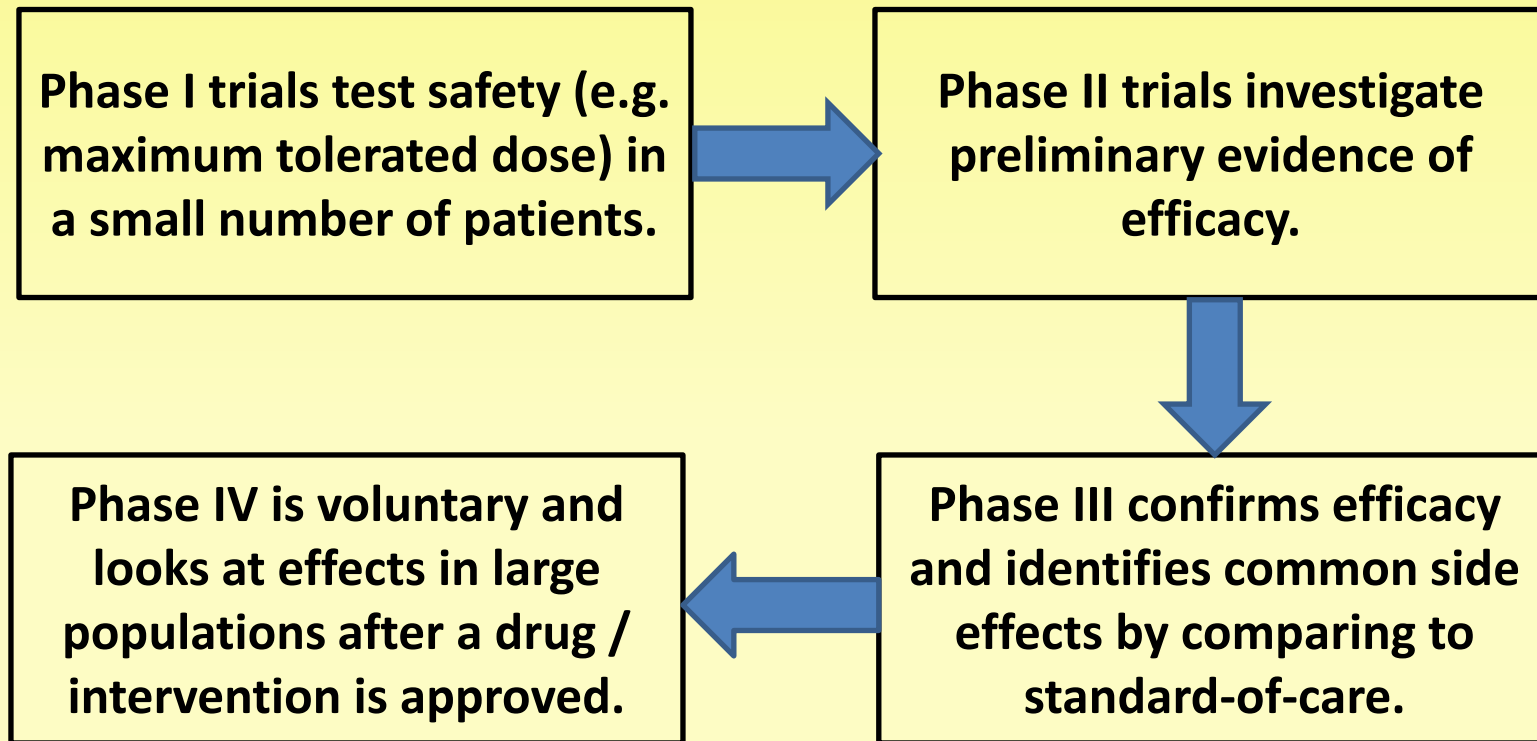 Phase I trials test safety (e.g.
maximum tolerated dose) in
a small number of patients.
Phase II trials investigate
preliminary evidence of
efficacy.
Phase III confirms efficacy
and identifies common side
effects by comparing to
standard-of-care.
Phase IV is voluntary and
looks at effects in large
populations after a drug /
intervention is approved.